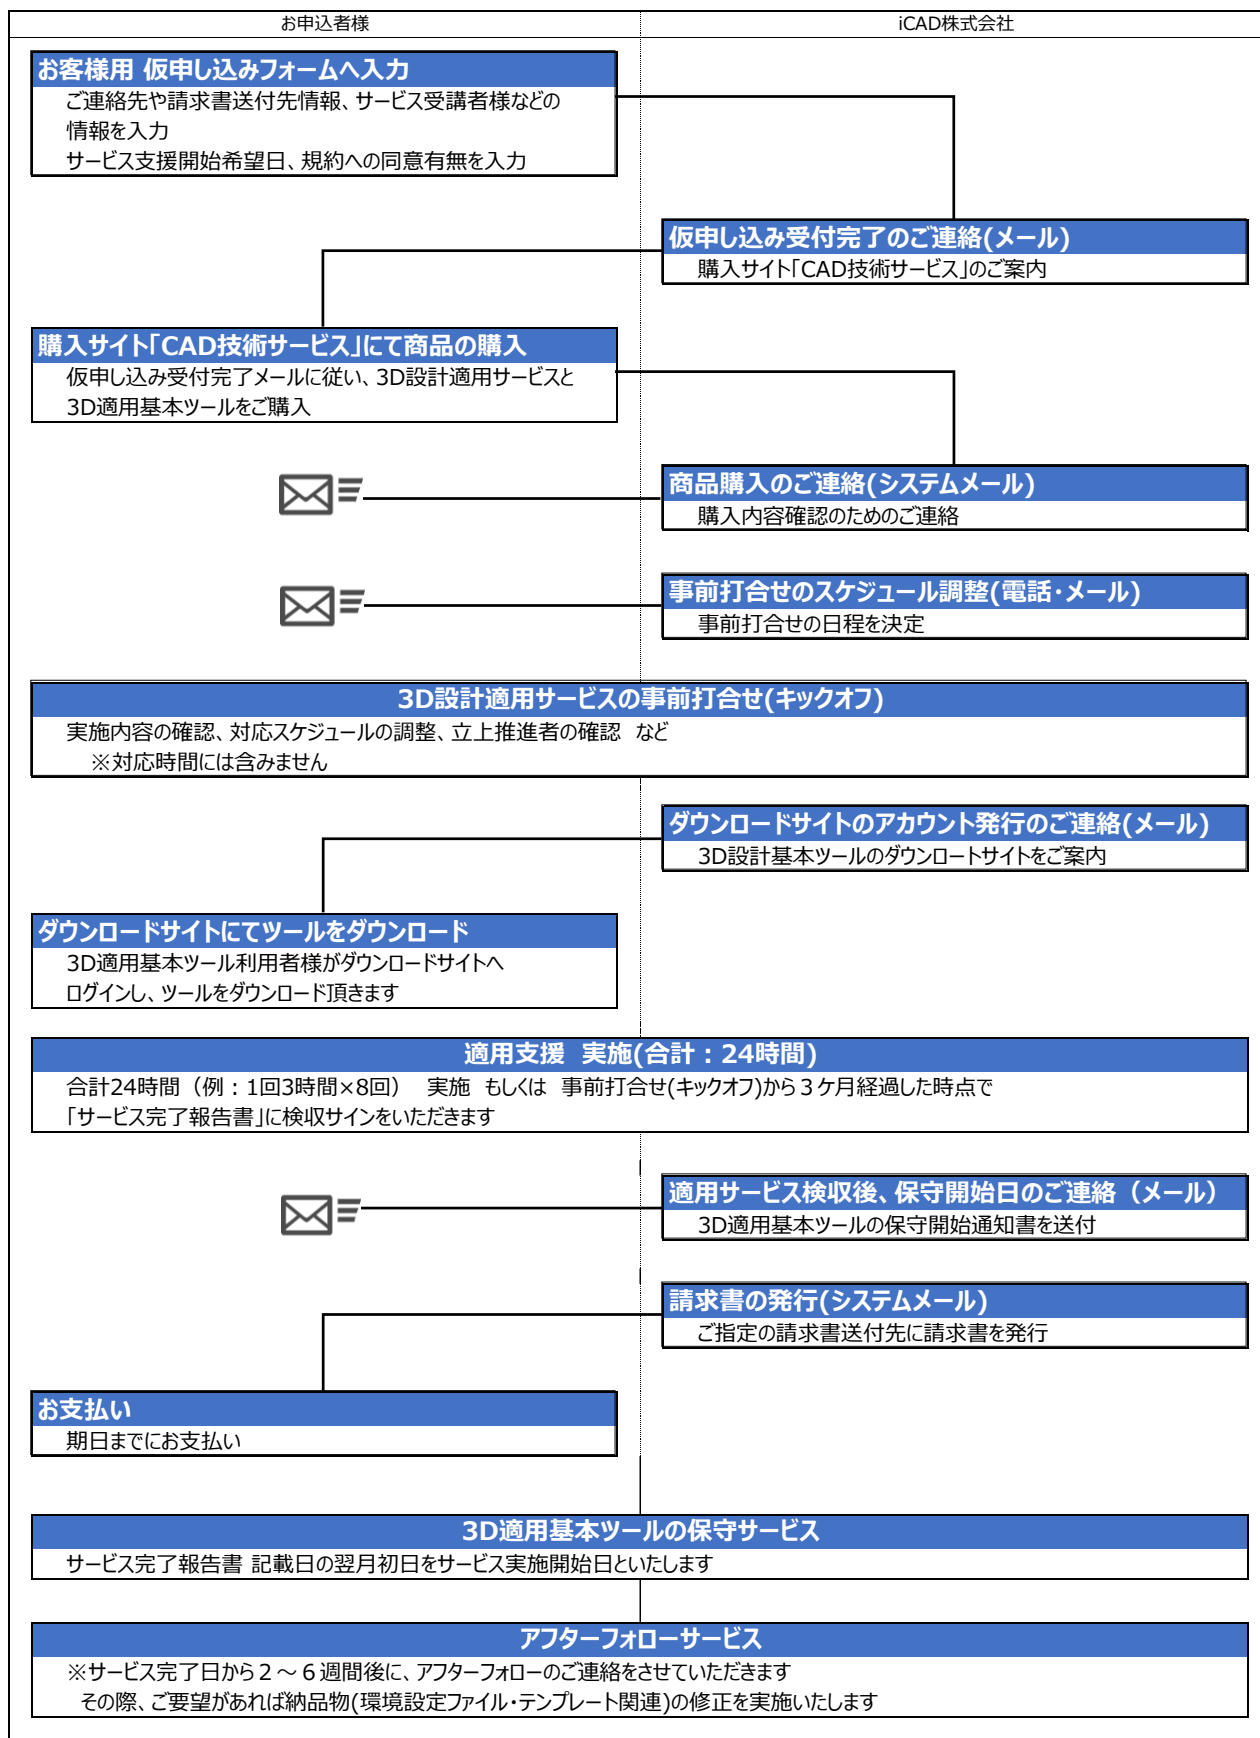 お申込者様
iCAD株式会社
お客様用 仮申し込みフォームへ入力
ご連絡先や請求書送付先情報、サービス受講者様などの
情報を入力
サービス支援開始希望日、規約への同意有無を入力
仮申し込み受付完了のご連絡(メール)
購入サイト「CAD技術サービス」のご案内
購入サイト「CAD技術サービス」にて商品の購入
仮申し込み受付完了メールに従い、3D設計適用サービスと
3D適用基本ツールをご購入
商品購入のご連絡(システムメール)
購入内容確認のためのご連絡
事前打合せのスケジュール調整(電話・メール)
事前打合せの日程を決定
3D設計適用サービスの事前打合せ(キックオフ)
実施内容の確認、対応スケジュールの調整、立上推進者の確認 など
※対応時間には含みません
ダウンロードサイトのアカウント発行のご連絡(メール)
3D設計基本ツールのダウンロートサイトをご案内
ダウンロードサイトにてツールをダウンロード
3D適用基本ツール利用者様がダウンロードサイトへ
ログインし、ツールをダウンロード頂きます
適用支援 実施(合計：24時間)
合計24時間（例：1回3時間×8回） 実施 もしくは 事前打合せ(キックオフ)から３ケ月経過した時点で
「サービス完了報告書」に検収サインをいただきます
適用サービス検収後、保守開始日のご連絡（メール）
3D適用基本ツールの保守開始通知書を送付
請求書の発行(システムメール)
ご指定の請求書送付先に請求書を発行
お支払い
期日までにお支払い
3D適用基本ツールの保守サービス
サービス完了報告書 記載日の翌月初日をサービス実施開始日といたします
アフターフォローサービス
※サービス完了日から２～６週間後に、アフターフォローのご連絡をさせていただきます
その際、ご要望があれば納品物(環境設定ファイル・テンプレート関連)の修正を実施いたします